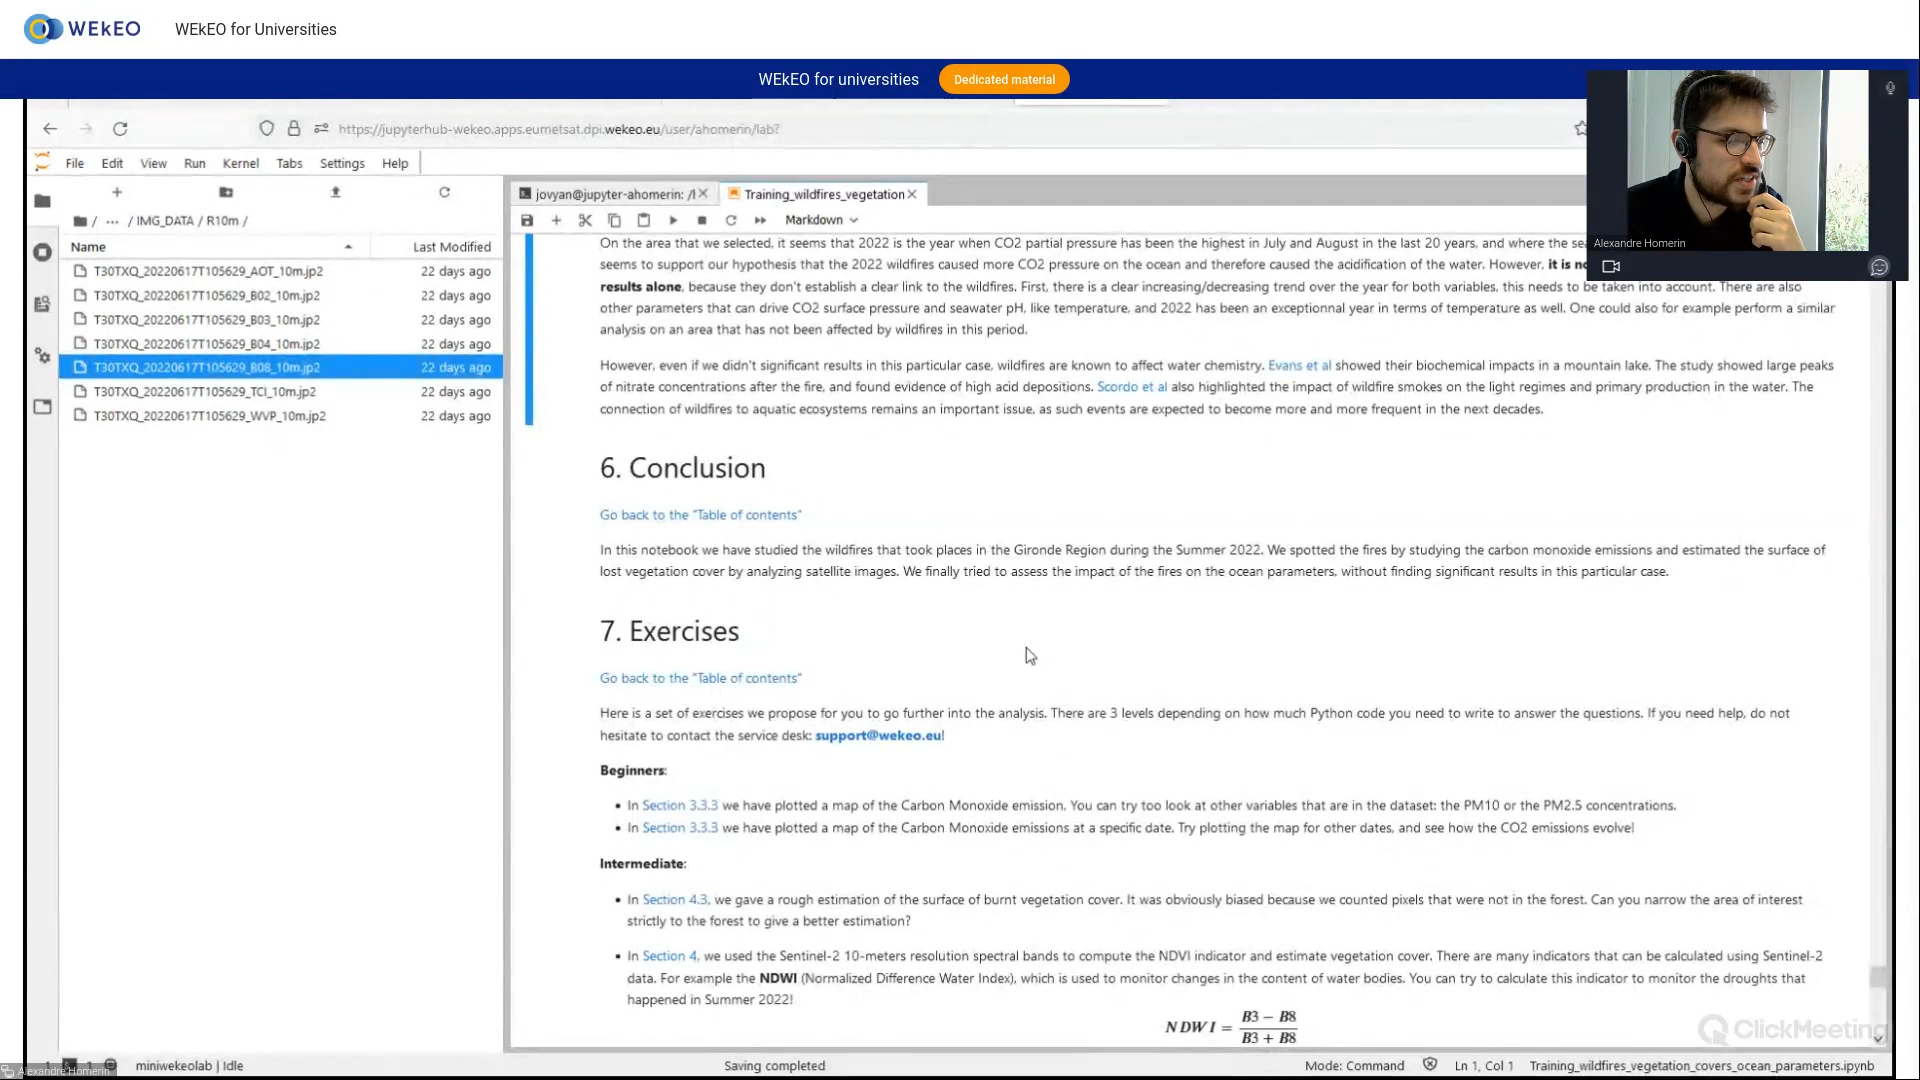 WEkEO
WEkEO for Universities
WEkEO for universities
Dedicated material
https://jupyterhub-wekeo.apps.eumetsat.dpi.wekeo.eu/user/ahomerin/lab?
File Edit View Run Kernel Tabs Settings Help
/ ··· / IMG_DATA / R10m /
Name Last Modified
T30TXQ_20220617T105629_AOT_10m.jp2 22 days ago
T30TXQ_20220617T105629_B02_10m.jp2 22 days ago
T30TXQ_20220617T105629_B03_10m.jp2 22 days ago
T30TXQ_20220617T105629_B04_10m.jp2 22 days ago
T30TXQ_20220617T105629_B08_10m.jp2 22 days ago
T30TXQ_20220617T105629_TCI_10m.jp2 22 days ago
T30TXQ_20220617T105629_WVP_10m.jp2 22 days ago
jovyan@jupyter-ahomerin: /l
Training_wildfires_vegetation
Markdown
On the area that we selected, it seems that 2022 is the year when CO2 partial pressure has been the highest in July and August in the last 20 years, and where the
seems to support our hypothesis that the 2022 wildfires caused more CO2 pressure on the ocean and therefore caused the acidification of the water. However, it is
results alone, because they don't establish a clear link to the wildfires. First, there is a clear increasing/decreasing trend over the year for both variables, this needs to be taken into account. There are also
other parameters that can drive CO2 surface pressure and seawater pH, like temperature, and 2022 has been an exceptionnal year in terms of temperature as well. One could also for example perform a similar
analysis on an area that has not been affected by wildfires in this period.
However, even if we didn't significant results in this particular case, wildfires are known to affect water chemistry. Evans et al showed their biochemical impacts in a mountain lake. The study showed large peaks
of nitrate concentrations after the fire, and found evidence of high acid depositions. Scordo et al also highlighted the impact of wildfire smokes on the light regimes and primary production in the water. The
connection of wildfires to aquatic ecosystems remains an important issue, as such events are expected to become more and more frequent in the next decades.
6. Conclusion
Go back to the "Table of contents"
In this notebook we have studied the wildfires that took places in the Gironde Region during the Summer 2022. We spotted the fires by studying the carbon monoxide emissions and estimated the surface of
lost vegetation cover by analyzing satellite images. We finally tried to assess the impact of the fires on the ocean parameters, without finding significant results in this particular case.
7. Exercises
Go back to the "Table of contents"
Here is a set of exercises we propose for you to go further into the analysis. There are 3 levels depending on how much Python code you need to write to answer the questions. If you need help, do not
hesitate to contact the service desk: support@wekeo.eu!
Beginners:
• In Section 3.3.3 we have plotted a map of the Carbon Monoxide emission. You can try too look at other variables that are in the dataset: the PM10 or the PM2.5 concentrations.
• In Section 3.3.3 we have plotted a map of the Carbon Monoxide emissions at a specific date. Try plotting the map for other dates, and see how the CO2 emissions evolve!
Intermediate:
• In Section 4.3, we gave a rough estimation of the surface of burnt vegetation cover. It was obviously biased because we counted pixels that were not in the forest. Can you narrow the area of interest
strictly to the forest to give a better estimation?
• In Section 4, we used the Sentinel-2 10-meters resolution spectral bands to compute the NDVI indicator and estimate vegetation cover. There are many indicators that can be calculated using Sentinel-2
data. For example the NDWI (Normalized Difference Water Index), which is used to monitor changes in the content of water bodies. You can try to calculate this indicator to monitor the droughts that
happened in Summer 2022!
NDWI = B3 − B8
B3 + B8
ClickMeeting
Alexandre Homerin
miniwekeolab | Idle
Saving completed
Mode: Command
Ln 1, Col 1
Training_wildfires_vegetation_covers_ocean_parameters.ipynb
Alexandre Homerin